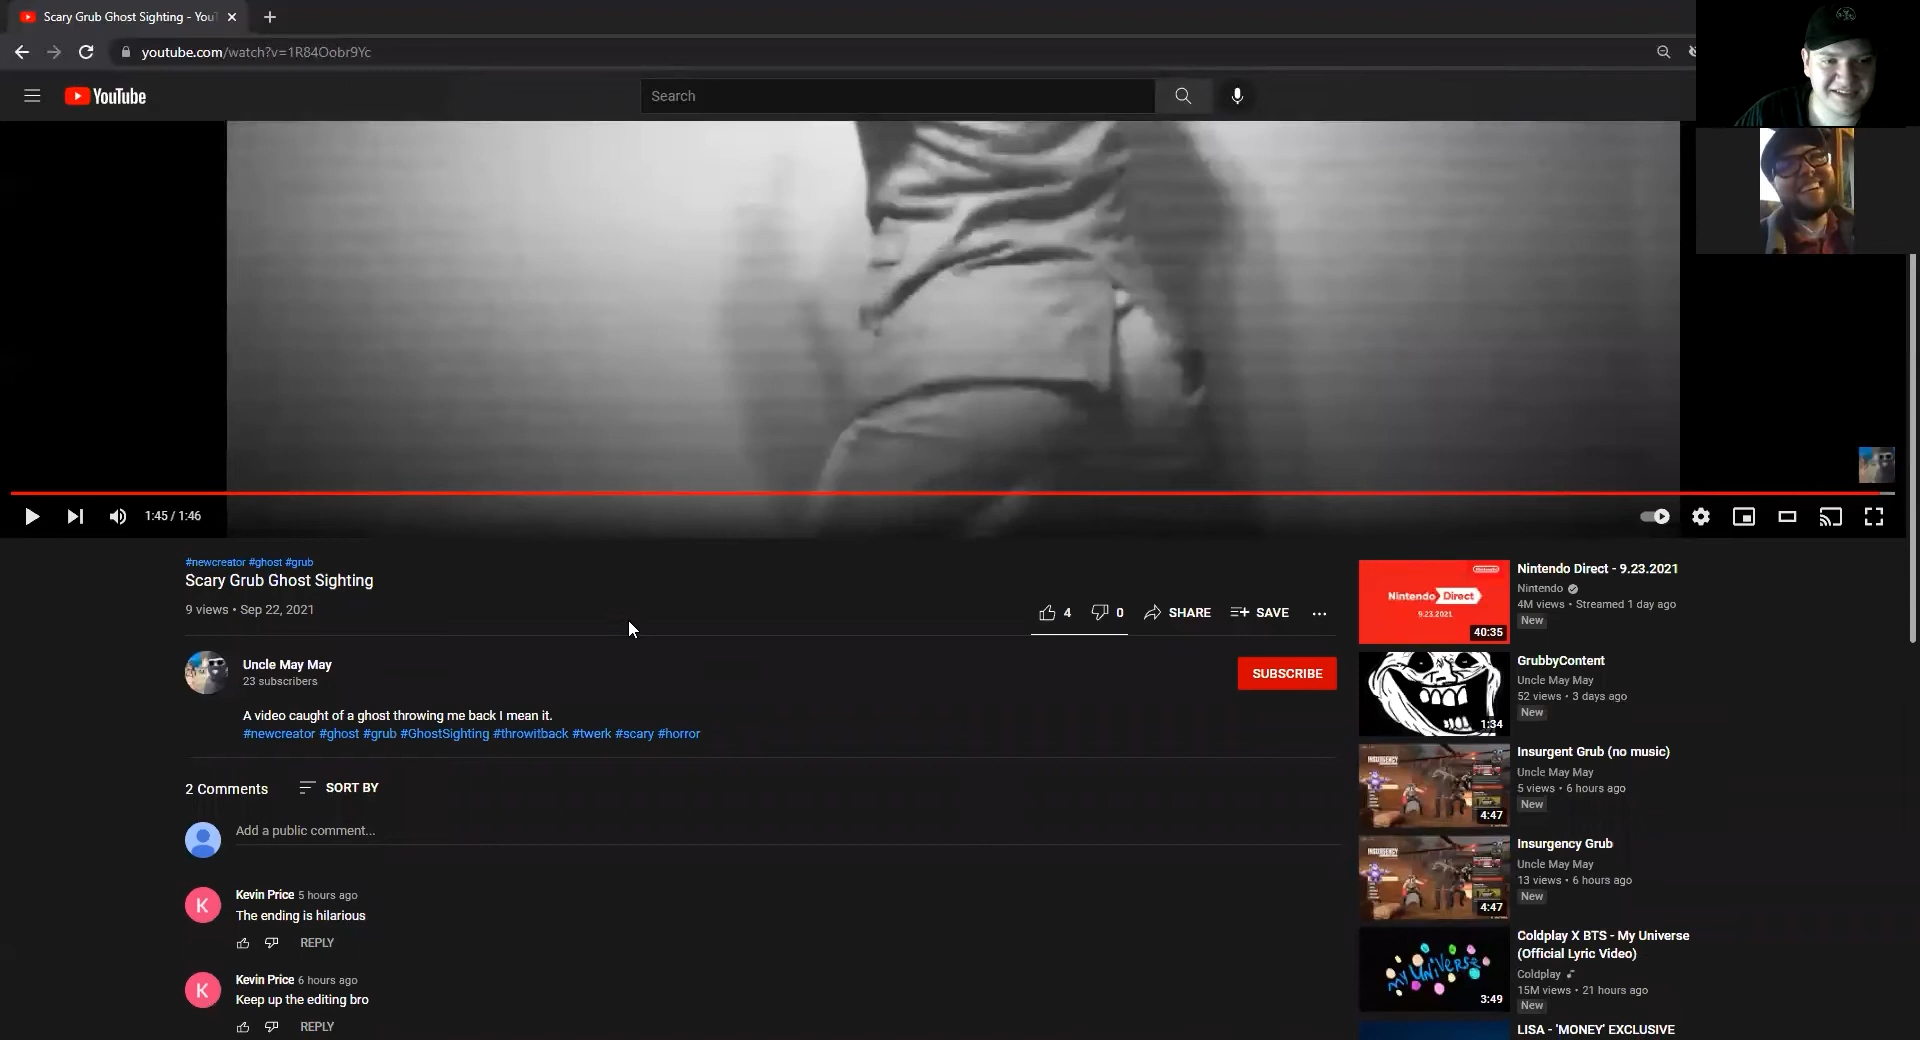 Scary Grub Ghost Sighting - You
youtube.com/watch?v=1R84Oobr9Yc
YouTube
Search
1:45 / 1:46
#newcreator #ghost #grub
Scary Grub Ghost Sighting
9 views • Sep 22, 2021
4
0
SHARE
SAVE
Uncle May May
23 subscribers
SUBSCRIBE
A video caught of a ghost throwing me back I mean it.
#newcreator #ghost #grub #GhostSighting #throwitback #twerk #scary #horror
2 Comments
SORT BY
Add a public comment...
K
Kevin Price 5 hours ago
The ending is hilarious
REPLY
K
Kevin Price 6 hours ago
Keep up the editing bro
REPLY
Nintendo
Nintendo Direct
9.23.2021
40:35
Nintendo Direct - 9.23.2021
Nintendo
4M views • Streamed 1 day ago
New
1:34
GrubbyContent
Uncle May May
52 views • 3 days ago
New
4:47
Insurgent Grub (no music)
Uncle May May
5 views • 6 hours ago
New
4:47
Insurgency Grub
Uncle May May
13 views • 6 hours ago
New
MY UNIVERSE
3:49
Coldplay X BTS - My Universe
(Official Lyric Video)
Coldplay
15M views • 21 hours ago
New
LISA - 'MONEY' EXCLUSIVE